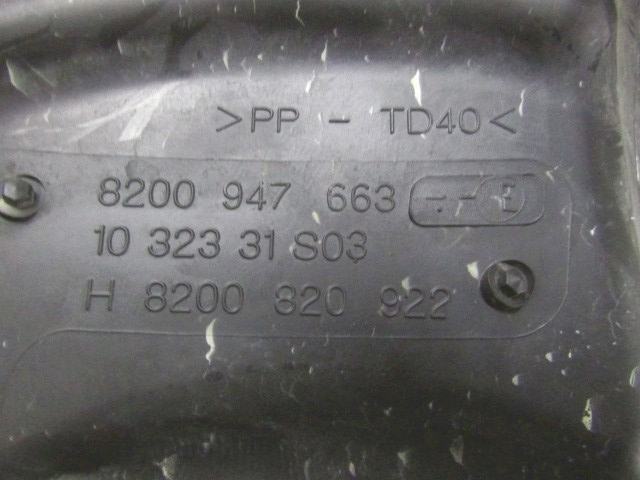 >PP - TD40<
8200 947 663 --E
10 323 31 S03
H 8200 820 922